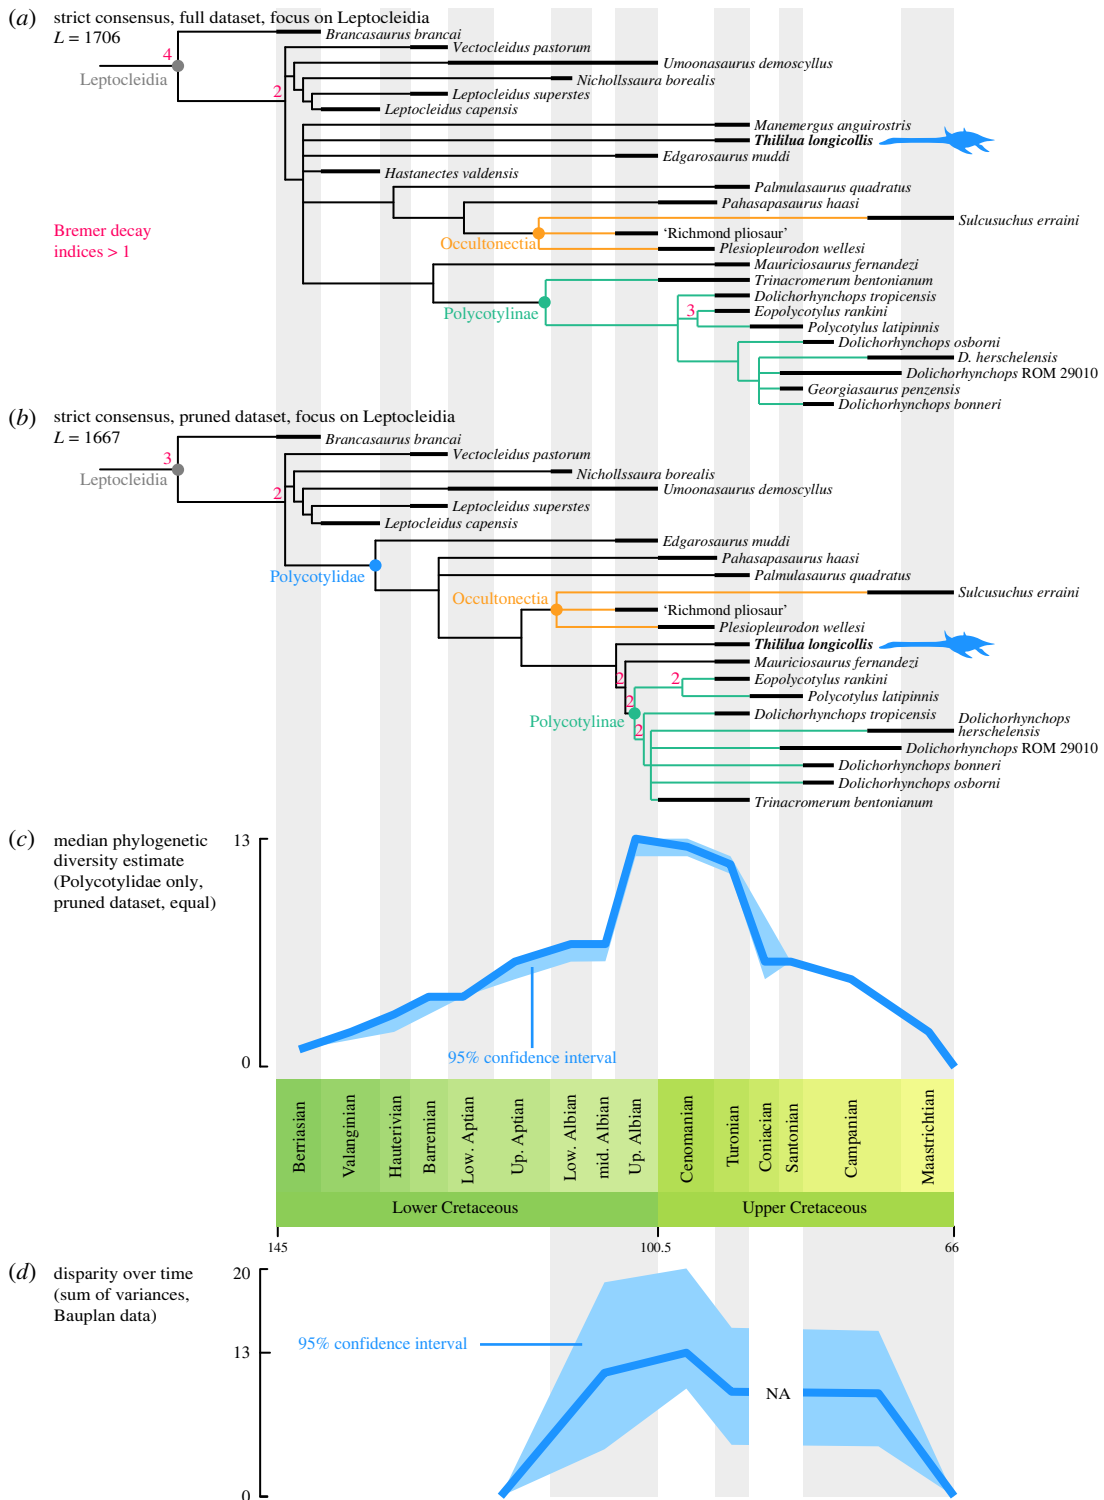 (a) strict consensus, full dataset, focus on Leptocleidia
L = 1706
Brancasaurus brancai
4
Vectocleidus pastorum
Leptocleidia
Umoonasaurus demoscyllus
Nichollssaura borealis
2
Leptocleidus superstes
Leptocleidus capensis
Manemergus anguirostris
Thililua longicollis
Edgarosaurus muddi
Hastanectes valdensis
Palmulasaurus quadratus
Pahasapasaurus haasi
Sulcusuchus erraini
Bremer decay
indices > 1
‘Richmond pliosaur’
Occultonectia
Plesiopleurodon wellesi
Mauriciosaurus fernandezi
Trinacromerum bentonianum
Dolichorhynchops tropicensis
Polycotylinae
3
Eopolycotylus rankini
Polycotylus latipinnis
Dolichorhynchops osborni
D. herschelensis
Dolichorhynchops ROM 29010
Georgiasaurus penzensis
Dolichorhynchops bonneri
(b) strict consensus, pruned dataset, focus on Leptocleidia
L = 1667
Brancasaurus brancai
3
Vectocleidus pastorum
Leptocleidia
Nichollssaura borealis
2
Umoonasaurus demoscyllus
Leptocleidus superstes
Leptocleidus capensis
Edgarosaurus muddi
Pahasapasaurus haasi
Polycotylidae
Palmulasaurus quadratus
Sulcusuchus erraini
Occultonectia
‘Richmond pliosaur’
Plesiopleurodon wellesi
Thililua longicollis
Mauriciosaurus fernandezi
2
2
Eopolycotylus rankini
2
Polycotylus latipinnis
Polycotylinae
Dolichorhynchops tropicensis
2
Dolichorhynchops
herschelensis
Dolichorhynchops ROM 29010
Dolichorhynchops bonneri
Dolichorhynchops osborni
Trinacromerum bentonianum
(c) median phylogenetic
diversity estimate
(Polycotylidae only,
pruned dataset, equal)
13
0
95% confidence interval
Berriasian
Valanginian
Hauterivian
Barremian
Low. Aptian
Up. Aptian
Low. Albian
mid. Albian
Up. Albian
Cenomanian
Turonian
Coniacian
Santonian
Campanian
Maastrichtian
Lower Cretaceous
Upper Cretaceous
145
100.5
66
(d) disparity over time
(sum of variances,
Bauplan data)
20
13
0
95% confidence interval
NA